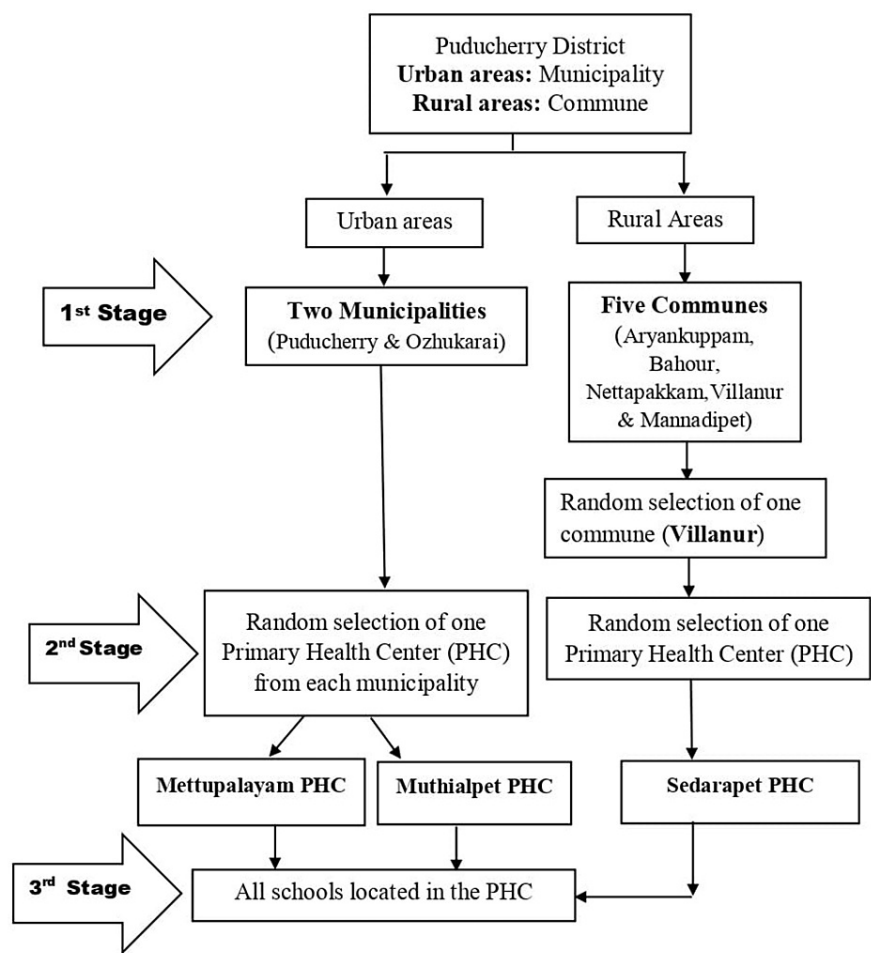 Puducherry District
Urban areas: Municipality
Rural areas: Commune
Urban areas
Rural Areas
1st Stage
Two Municipalities
(Puducherry & Ozhukarai)
Five Communes
(Aryankuppam,
Bahour,
Nettapakkam,Villanur
& Mannadipet)
Random selection of one
commune (Villanur)
2nd Stage
Random selection of one
Primary Health Center (PHC)
from each municipality
Random selection of one
Primary Health Center (PHC)
Mettupalayam PHC
Muthialpet PHC
Sedarapet PHC
3rd Stage
All schools located in the PHC